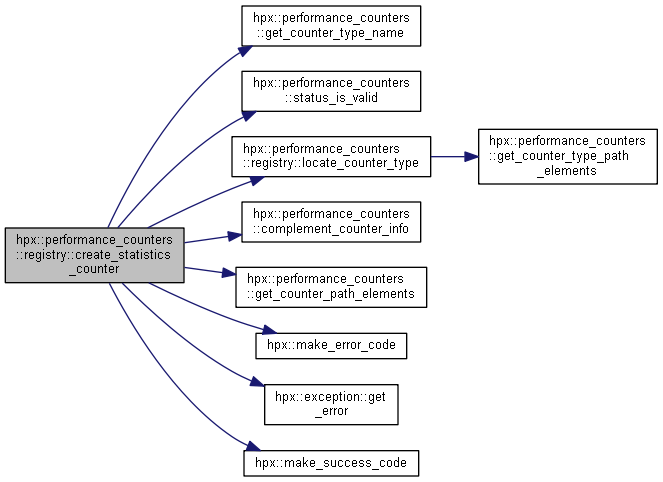 hpx::performance_counters
::registry::create_statistics
_counter
hpx::performance_counters
::get_counter_type_name
hpx::performance_counters
::status_is_valid
hpx::performance_counters
::registry::locate_counter_type
hpx::performance_counters
::get_counter_type_path
_elements
hpx::performance_counters
::complement_counter_info
hpx::performance_counters
::get_counter_path_elements
hpx::make_error_code
hpx::exception::get
_error
hpx::make_success_code